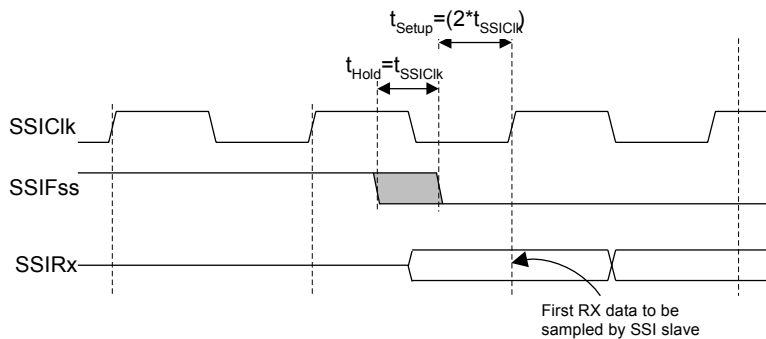 tSetup=(2*tSSIClk)
tHold=tSSIClk
SSIClk
SSIFss
SSIRx
First RX data to be
sampled by SSI slave